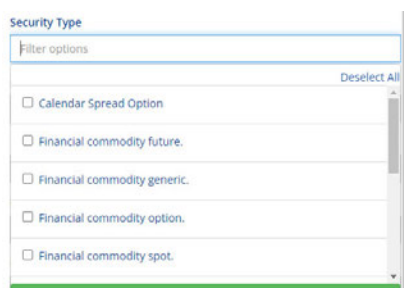 Security Type
Filter options
Deselect All
Calendar Spread Option
Financial commodity future.
Financial commodity generic.
Financial commodity option.
Financial commodity spot.